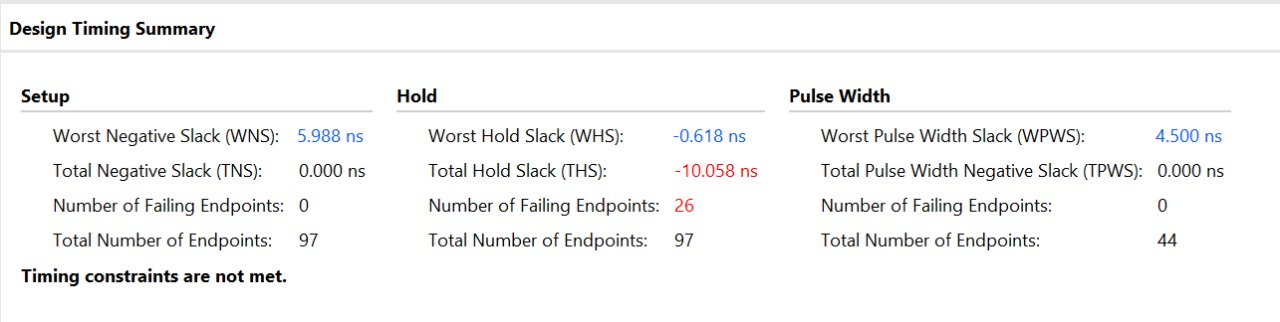 Design Timing Summary
Setup
Worst Negative Slack (WNS): 5.988 ns
Total Negative Slack (TNS): 0.000 ns
Number of Failing Endpoints: 0
Total Number of Endpoints: 97
Hold
Worst Hold Slack (WHS): -0.618 ns
Total Hold Slack (THS): -10.058 ns
Number of Failing Endpoints: 26
Total Number of Endpoints: 97
Pulse Width
Worst Pulse Width Slack (WPWS): 4.500 ns
Total Pulse Width Negative Slack (TPWS): 0.000 ns
Number of Failing Endpoints: 0
Total Number of Endpoints: 44
Timing constraints are not met.